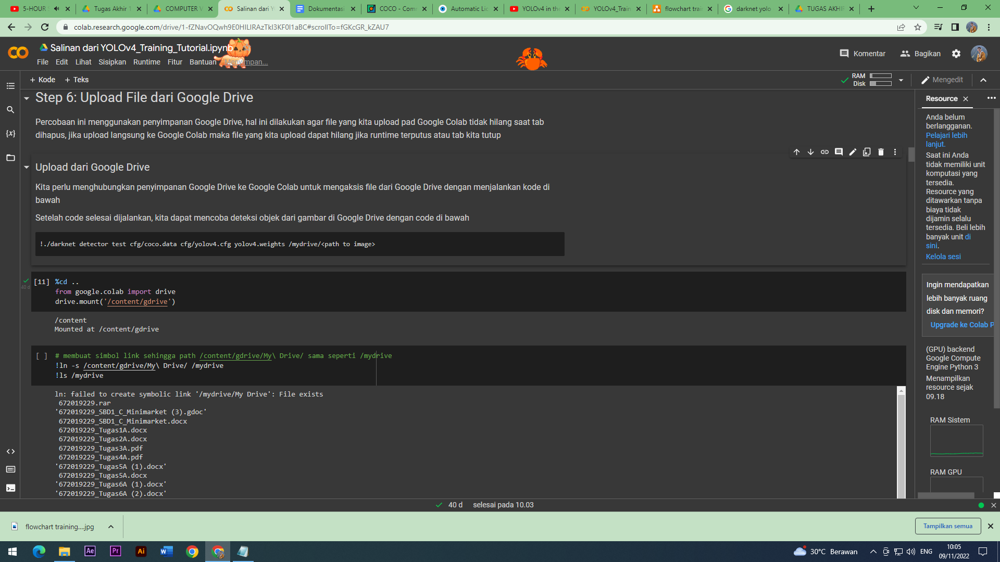 5-HOUR
Tugas Akhir 1
COMPUTER V
Salinan dari Y
Dokumentasi
COCO - Com
Automatic Lic
YOLOv4 in the
YOLOv4_Train
flowchart trai
darknet yolo
TUGAS AKHIR
colab.research.google.com/drive/1-fZNavOQwh9E0HILIRAzTkI3KF0I1aBC#scrollTo=fGKcGR_kZAU7
Salinan dari YOLOv4_Training_Tutorial.ipynb
File Edit Lihat Sisipkan Runtime Fitur Bantuan Menyimpan...
Komentar
Bagikan
+ Kode + Teks
RAM
Disk
Mengedit
Step 6: Upload File dari Google Drive
Percobaan ini menggunakan penyimpanan Google Drive, hal ini dilakukan agar file yang kita upload pad Google Colab tidak hilang saat tab
dihapus, jika upload langsung ke Google Colab maka file yang kita upload dapat hilang jika runtime terputus atau tab kita tutup
Upload dari Google Drive
Kita perlu menghubungkan penyimpanan Google Drive ke Google Colab untuk mengaksis file dari Google Drive dengan menjalankan kode di
bawah
Setelah code selesai dijalankan, kita dapat mencoba deteksi objek dari gambar di Google Drive dengan code di bawah
!./darknet detector test cfg/coco.data cfg/yolov4.cfg yolov4.weights /mydrive/<path to image>
40 d
[11] %cd ..
from google.colab import drive
drive.mount('/content/gdrive')
/content
Mounted at /content/gdrive
[ ] # membuat simbol link sehingga path /content/gdrive/My\ Drive/ sama seperti /mydrive
!ln -s /content/gdrive/My\ Drive/ /mydrive
!ls /mydrive
ln: failed to create symbolic link '/mydrive/My Drive': File exists
672019229.rar
'672019229_SBD1_C_Minimarket (3).gdoc'
672019229_SBD1_C_Minimarket.docx
672019229_Tugas1A.docx
672019229_Tugas2A.docx
672019229_Tugas3A.pdf
672019229_Tugas4A.pdf
'672019229_Tugas5A (1).docx'
672019229_Tugas5A.docx
'672019229_Tugas6A (1).docx'
'672019229_Tugas6A (2).docx'
Resource
Anda belum
berlangganan.
Pelajari lebih
lanjut.
Saat ini Anda
tidak memiliki unit
komputasi yang
tersedia.
Resource yang
ditawarkan tanpa
biaya tidak
dijamin selalu
tersedia. Beli lebih
banyak unit di
sini.
Kelola sesi
Ingin mendapatkan
lebih banyak ruang
disk dan memori?
Upgrade ke Colab P
(GPU) backend
Google Compute
Engine Python 3
Menampilkan
resource sejak
09.18
RAM Sistem
RAM GPU
40 d selesai pada 10.03
flowchart training....jpg
Tampilkan semua
Ae
Pr
Ai
30°C Berawan
ENG
10:05
09/11/2022